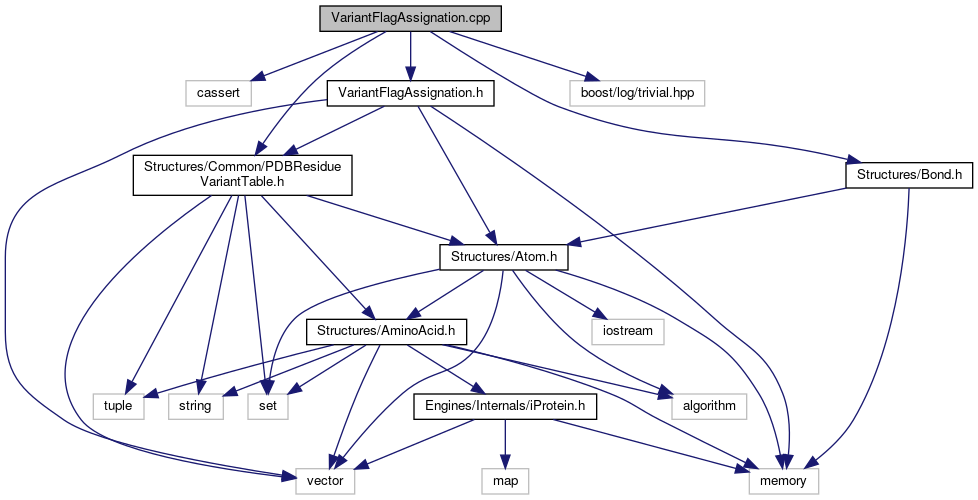 VariantFlagAssignation.cpp
cassert
VariantFlagAssignation.h
boost/log/trivial.hpp
Structures/Common/PDBResidue
VariantTable.h
Structures/Bond.h
Structures/Atom.h
Structures/AminoAcid.h
iostream
tuple
string
set
Engines/Internals/iProtein.h
algorithm
vector
map
memory